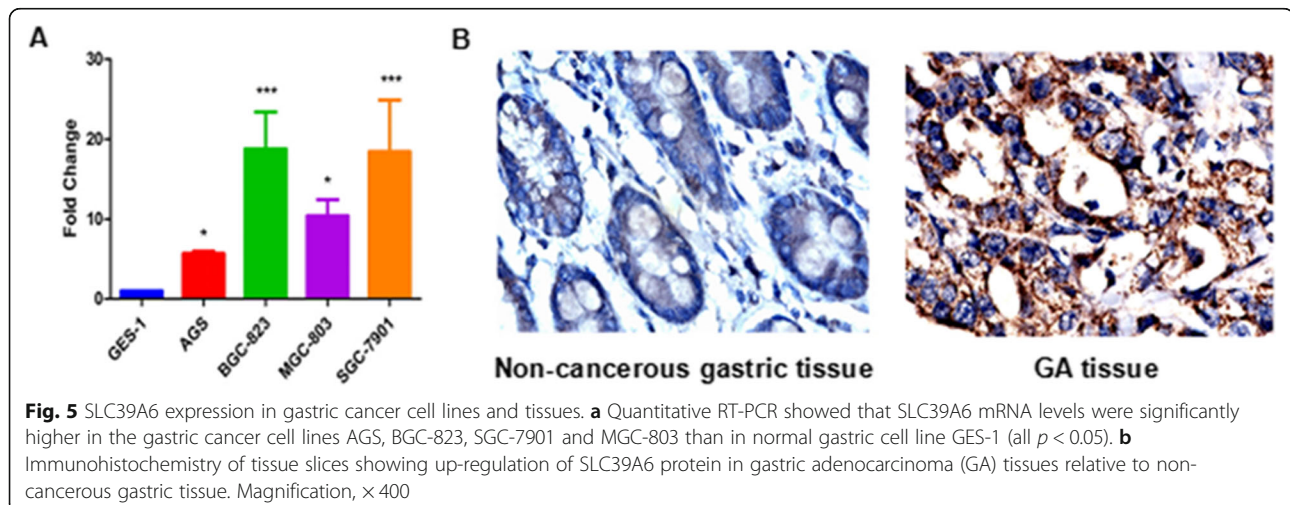 A
B
30
20
10
0
Fold Change
*
***
*
***
GES-1
AGS
BGC-823
MGC-803
SGC-7901
Non-cancerous gastric tissue
GA tissue
Fig. 5 SLC39A6 expression in gastric cancer cell lines and tissues. a Quantitative RT-PCR showed that SLC39A6 mRNA levels were significantly
higher in the gastric cancer cell lines AGS, BGC-823, SGC-7901 and MGC-803 than in normal gastric cell line GES-1 (all p < 0.05). b
Immunohistochemistry of tissue slices showing up-regulation of SLC39A6 protein in gastric adenocarcinoma (GA) tissues relative to non-
cancerous gastric tissue. Magnification, × 400